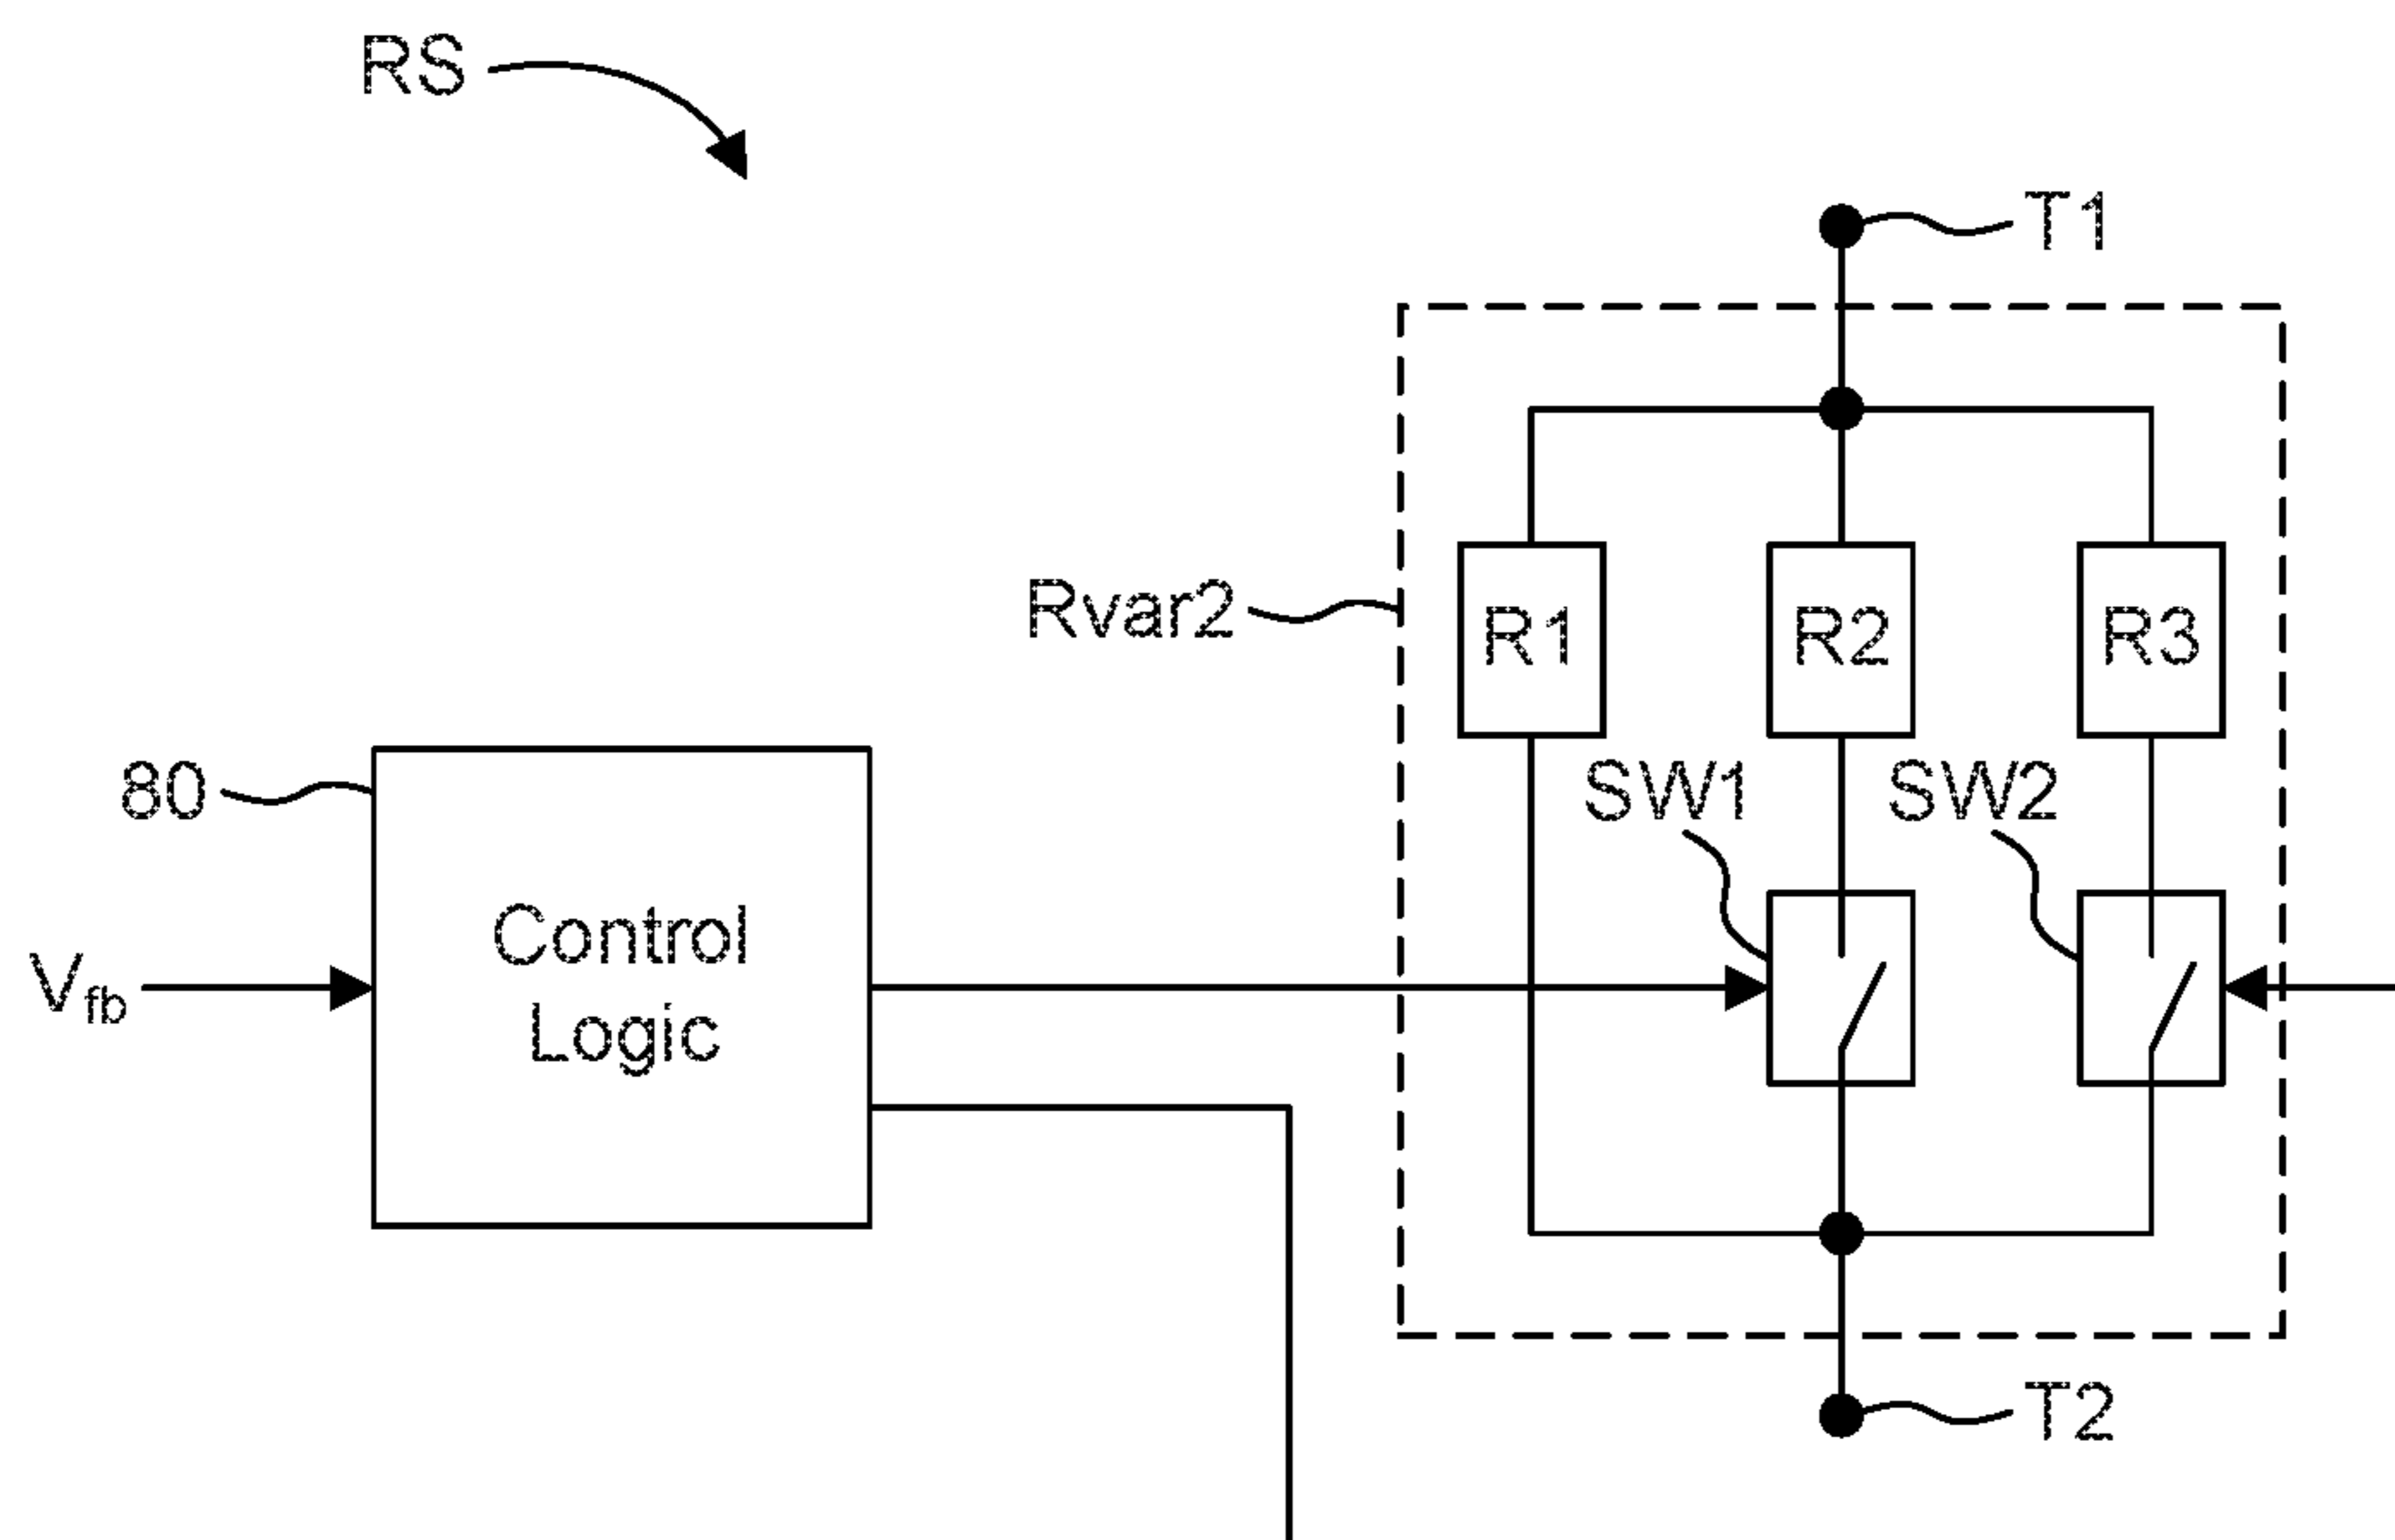 RS
T1
Rvar2
R1
R2
R3
80
SW1
SW2
Control
Logic
Vfb
T2